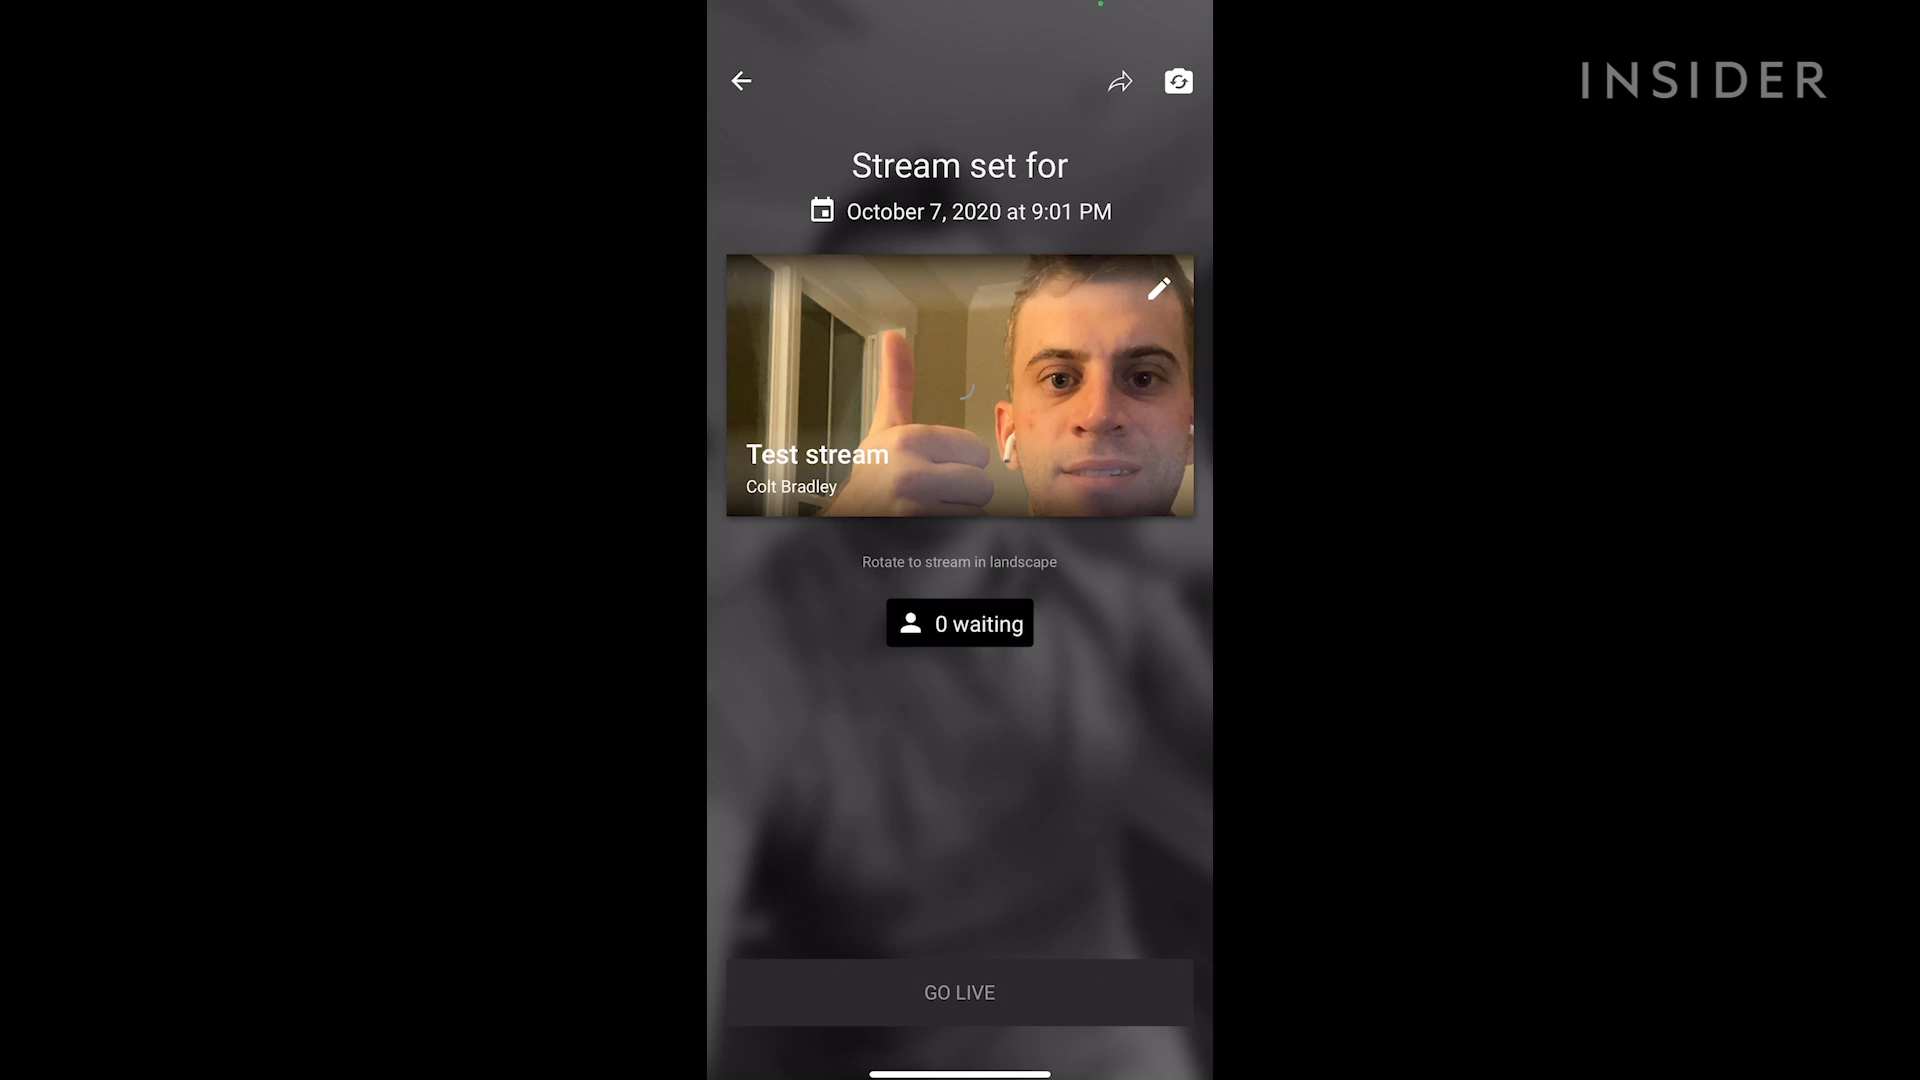 INSIDER
Stream set for
October 7, 2020 at 9:01 PM
Test stream
Colt Bradley
Rotate to stream in landscape
0 waiting
GO LIVE